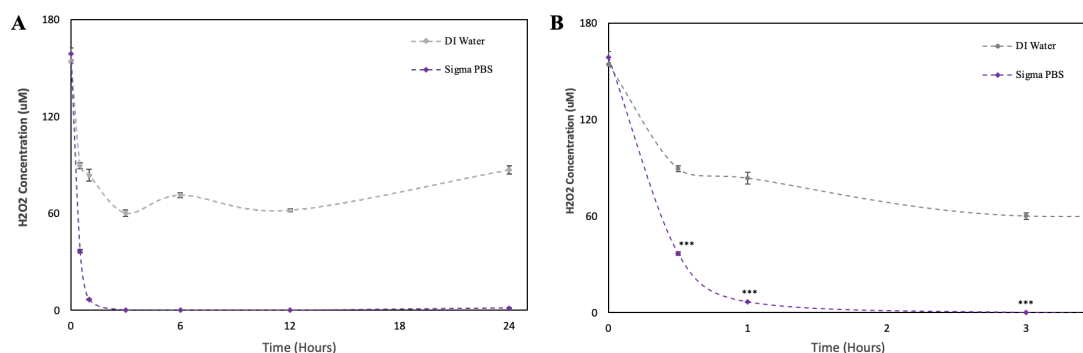 A
H2O2 Concentration (uM)
180
120
60
0
0
6
12
18
24
Time (Hours)
DI Water
Sigma PBS
B
H2O2 Concentration (uM)
180
120
60
0
0
1
2
3
Time (Hours)
DI Water
Sigma PBS
***
***
***